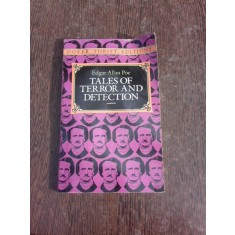 DOVER THRIFT EDITIONS
Edgar Allan Poe
TALES OF
TERROR AND
DETECTION